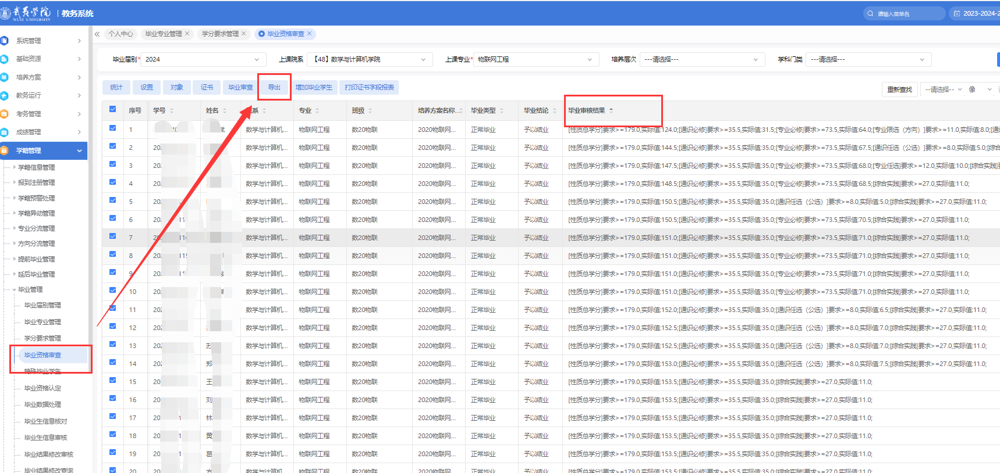 武夷学院
WUYI UNIVERSITY
教务系统
请输入菜单名
2023-2024-2
系统管理
基础资源
培养方案
教务运行
考务管理
成绩管理
学籍管理
学籍信息管理
报到注册管理
学籍预警处理
学籍异动管理
专业分流管理
方向分流管理
提前毕业管理
延后毕业管理
毕业管理
毕业届别管理
毕业专业管理
学分要求管理
毕业资格审查
特殊毕业学生
毕业资格认定
毕业数据处理
毕业生信息核对
毕业生信息审核
毕业结果修改审核
毕业结果修改查询
个人中心 毕业专业管理 学分要求管理 毕业资格审查
毕业届别* 2024 上课院系 【48】数学与计算机学院 上课专业* 物联网工程 培养层次 ---请选择--- 学科门类 ---请选择---
统计 设置 对象 证书 毕业审查 导出 增加毕业学生 打印证书字段报表 重新查找 --请选择-- 像
序号 学号 姓名 系 专业 班级 培养方案名称... 毕业类型 毕业结论 毕业审核结果
1 数学与计算机... 物联网工程 数20物联 2020物联网... 正常毕业 予以结业 [性质总学分]要求>=179.0,实际值:124.0;[通识必修]要求>=35.5,实际值:31.5;[专业必修]要求>=73.5,实际值:64.0;[专业限选（方向）]要求>=11.0,实际值:8.0;[通
2 202 数学与计算机... 物联网工程 数20物联 2020物联网... 正常毕业 予以结业 [性质总学分]要求>=179.0,实际值:144.5;[通识必修]要求>=35.5,实际值:35.0;[专业必修]要求>=73.5,实际值:67.5;[通识任选（公选）]要求>=8.0,实际值:5.0;[综合
3 202 数学与计算机... 物联网工程 数20物联 2020物联网... 正常毕业 予以结业 [性质总学分]要求>=179.0,实际值:147.5;[通识必修]要求>=35.5,实际值:35.0;[专业必修]要求>=73.5,实际值:68.0;[专业任选]要求>=12.0,实际值:10.0;[综合实践]要
4 202 数学与计算机... 物联网工程 数20物联 2020物联网... 正常毕业 予以结业 [性质总学分]要求>=179.0,实际值:148.5;[通识必修]要求>=35.5,实际值:35.0;[专业必修]要求>=73.5,实际值:68.5;[综合实践]要求>=27.0,实际值:11.0;
5 202 数学与计算机... 物联网工程 数20物联 2020物联网... 正常毕业 予以结业 [性质总学分]要求>=179.0,实际值:150.5;[通识必修]要求>=35.5,实际值:35.0;[通识任选（公选）]要求>=8.0,实际值:5.0;[综合实践]要求>=27.0,实际值:11.0;
6 202 11 数学与计算机... 物联网工程 数20物联 2020物联网... 正常毕业 予以结业 [性质总学分]要求>=179.0,实际值:150.5;[通识必修]要求>=35.5,实际值:35.0;[专业必修]要求>=73.5,实际值:70.5;[综合实践]要求>=27.0,实际值:11.0;
7 202 110 数学与计算机... 物联网工程 数20物联 2020物联网... 正常毕业 予以结业 [性质总学分]要求>=179.0,实际值:151.0;[通识必修]要求>=35.5,实际值:35.0;[专业必修]要求>=73.5,实际值:71.0;[综合实践]要求>=27.0,实际值:11.0;
8 202 115 数学与计算机... 物联网工程 数20物联 2020物联网... 正常毕业 予以结业 [性质总学分]要求>=179.0,实际值:151.0;[通识必修]要求>=35.5,实际值:35.0;[专业必修]要求>=73.5,实际值:71.0;[综合实践]要求>=27.0,实际值:11.0;
9 202 1 数学与计算机... 物联网工程 数20物联 2020物联网... 正常毕业 予以结业 [性质总学分]要求>=179.0,实际值:151.0;[通识必修]要求>=35.5,实际值:35.0;[专业必修]要求>=73.5,实际值:71.0;[综合实践]要求>=27.0,实际值:11.0;
10 202 数学与计算机... 物联网工程 数20物联 2020物联网... 正常毕业 予以结业 [性质总学分]要求>=179.0,实际值:151.0;[通识必修]要求>=35.5,实际值:35.0;[专业必修]要求>=73.5,实际值:71.0;[综合实践]要求>=27.0,实际值:11.0;
11 202 数学与计算机... 物联网工程 数20物联 2020物联网... 正常毕业 予以结业 [性质总学分]要求>=179.0,实际值:152.0;[通识必修]要求>=35.5,实际值:35.0;[通识任选（公选）]要求>=8.0,实际值:6.5;[综合实践]要求>=27.0,实际值:11.0;
12 202 数学与计算机... 物联网工程 数20物联 2020物联网... 正常毕业 予以结业 [性质总学分]要求>=179.0,实际值:152.5;[通识必修]要求>=35.5,实际值:35.0;[通识任选（公选）]要求>=8.0,实际值:7.0;[综合实践]要求>=27.0,实际值:11.0;
13 202 苏 数学与计算机... 物联网工程 数20物联 2020物联网... 正常毕业 予以结业 [性质总学分]要求>=179.0,实际值:152.5;[通识必修]要求>=35.5,实际值:35.0;[通识任选（公选）]要求>=8.0,实际值:7.0;[综合实践]要求>=27.0,实际值:11.0;
14 202 郑 数学与计算机... 物联网工程 数20物联 2020物联网... 正常毕业 予以结业 [性质总学分]要求>=179.0,实际值:153.0;[通识必修]要求>=35.5,实际值:35.0;[通识任选（公选）]要求>=8.0,实际值:7.5;[综合实践]要求>=27.0,实际值:11.0;
15 20 王 数学与计算机... 物联网工程 数20物联 2020物联网... 正常毕业 予以结业 [性质总学分]要求>=179.0,实际值:153.5;[通识必修]要求>=35.5,实际值:35.0;[综合实践]要求>=27.0,实际值:11.0;
16 20 刘 数学与计算机... 物联网工程 数20物联 2020物联网... 正常毕业 予以结业 [性质总学分]要求>=179.0,实际值:153.5;[通识必修]要求>=35.5,实际值:35.0;[综合实践]要求>=27.0,实际值:11.0;
17 20 1 林 数学与计算机... 物联网工程 数20物联 2020物联网... 正常毕业 予以结业 [性质总学分]要求>=179.0,实际值:153.5;[通识必修]要求>=35.5,实际值:35.0;[综合实践]要求>=27.0,实际值:11.0;
18 20 1 黄 数学与计算机... 物联网工程 数20物联 2020物联网... 正常毕业 予以结业 [性质总学分]要求>=179.0,实际值:153.5;[通识必修]要求>=35.5,实际值:35.0;[综合实践]要求>=27.0,实际值:11.0;
19 20 1 葛 数学与计算机... 物联网工程 数20物联 2020物联网... 正常毕业 予以结业 [性质总学分]要求>=179.0,实际值:153.5;[通识必修]要求>=35.5,实际值:35.0;[综合实践]要求>=27.0,实际值:11.0;
20 20 方 数学与计算机... 物联网工程 数20物联 2020物联网... 正常毕业 予以结业 [性质总学分]要求>=179.0,实际值:153.5;[通识必修]要求>=35.5,实际值:35.0;[综合实践]要求>=27.0,实际值:11.0;